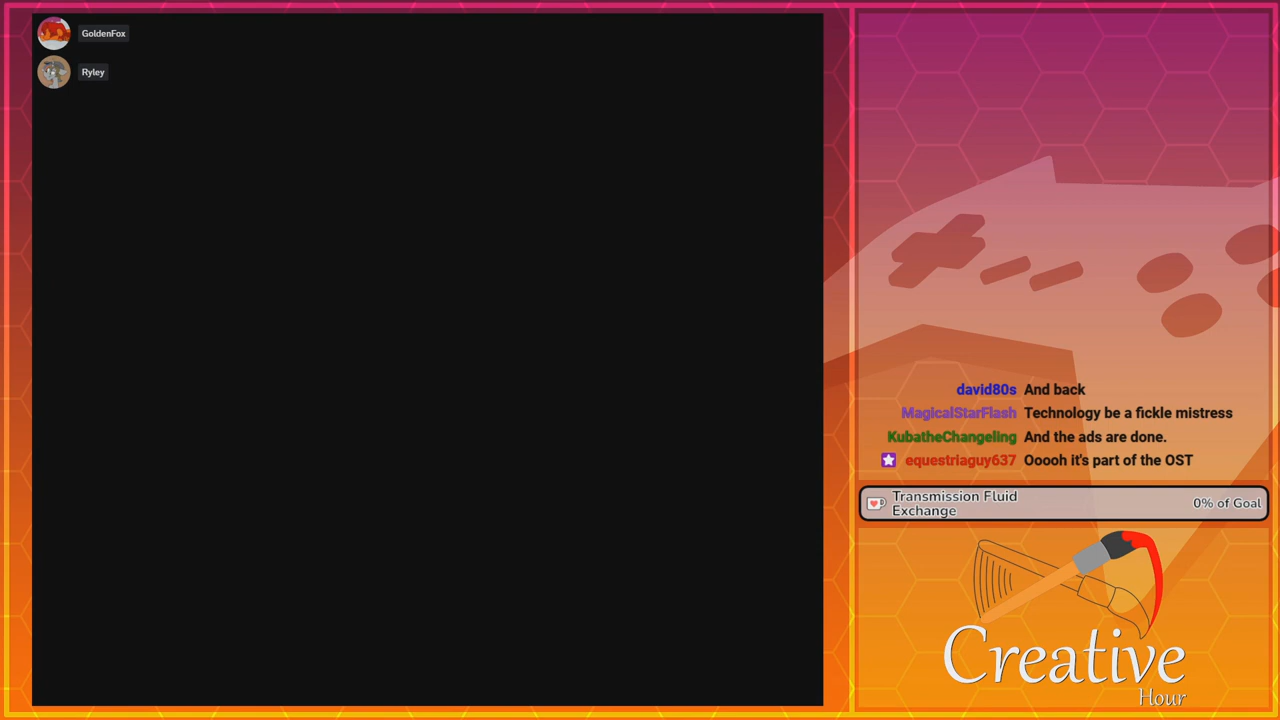 GoldenFox
Ryley
david80s And back
MagicalStarFlash Technology be a fickle mistress
KubatheChangeling And the ads are done.
equestriaguy637 Ooooh it's part of the OST
Transmission Fluid
Exchange
0% of Goal
Creative
Hour